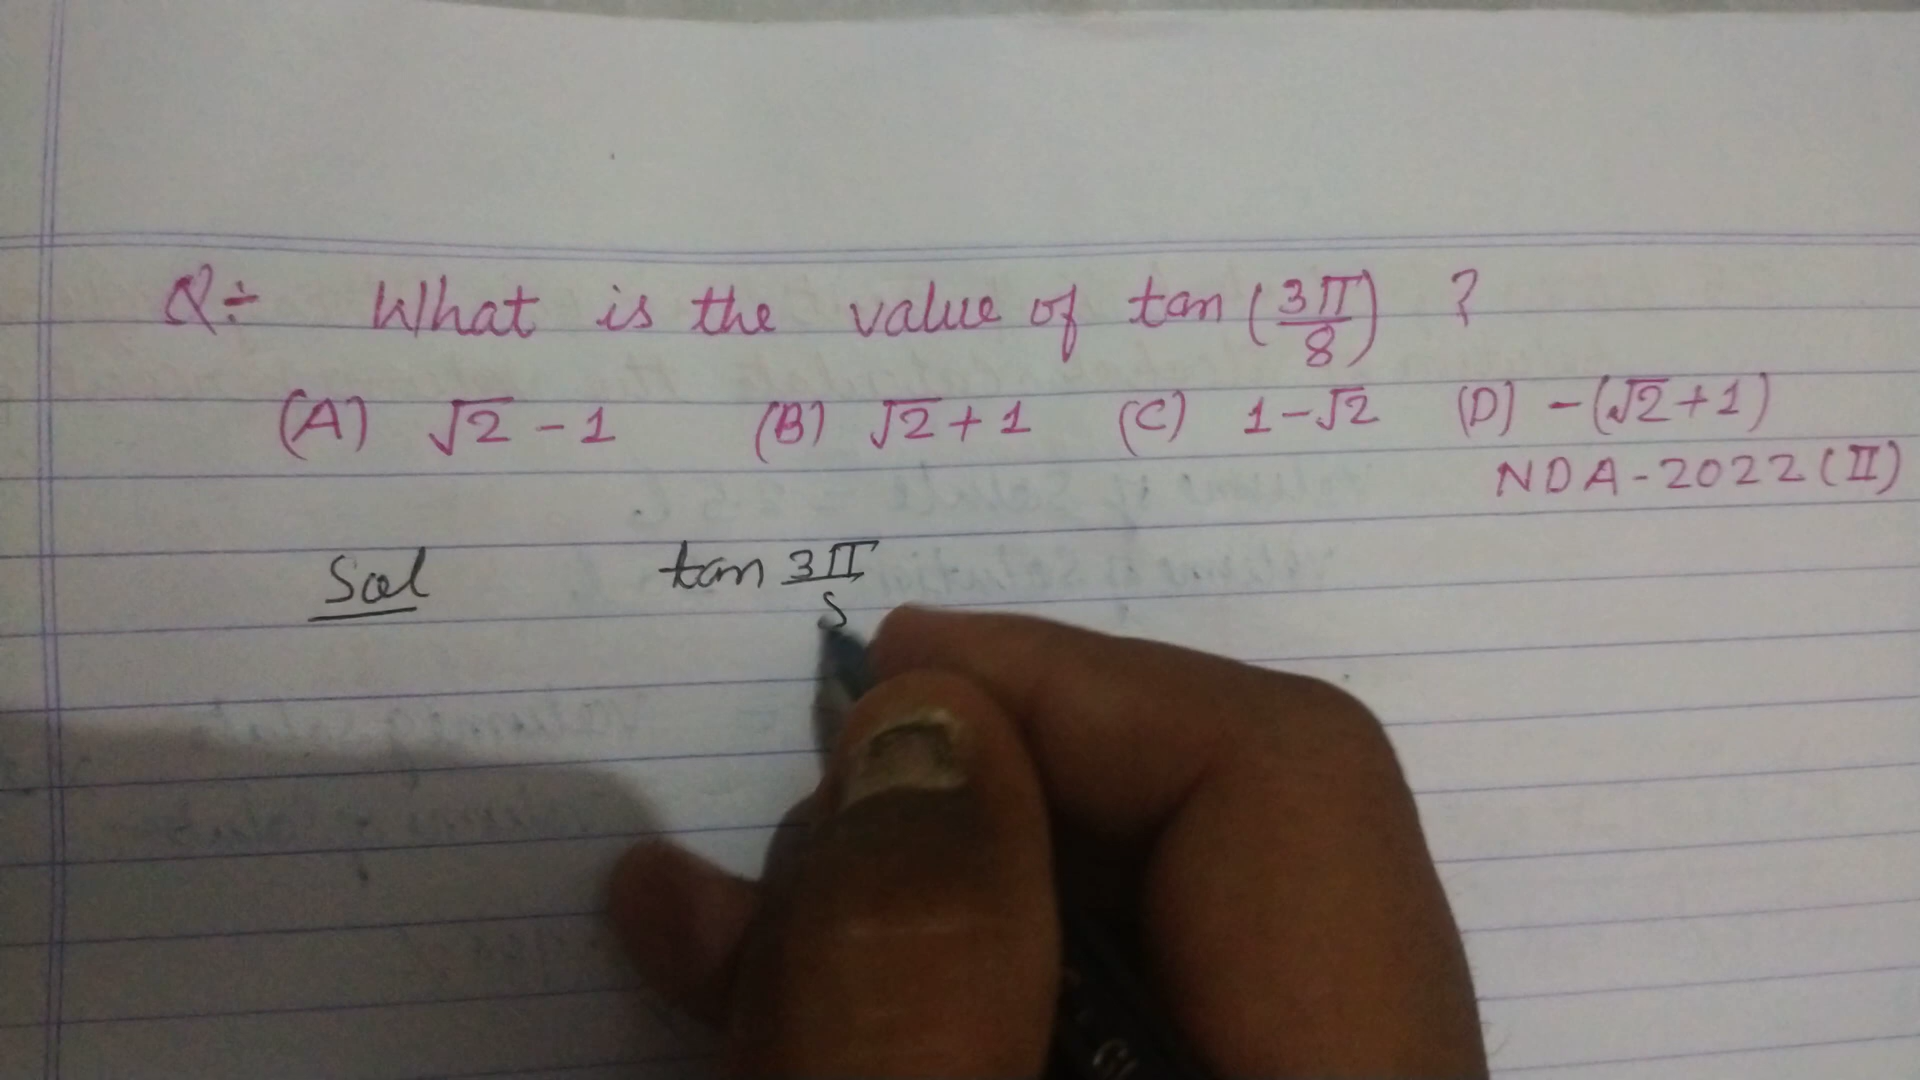 Q÷ What is the value of tan (3π/8) ?
(A) √2 - 1 (B) √2 + 1 (C) 1-√2 (D) -(√2+1)
NDA-2022 (II)
Sol tan 3π